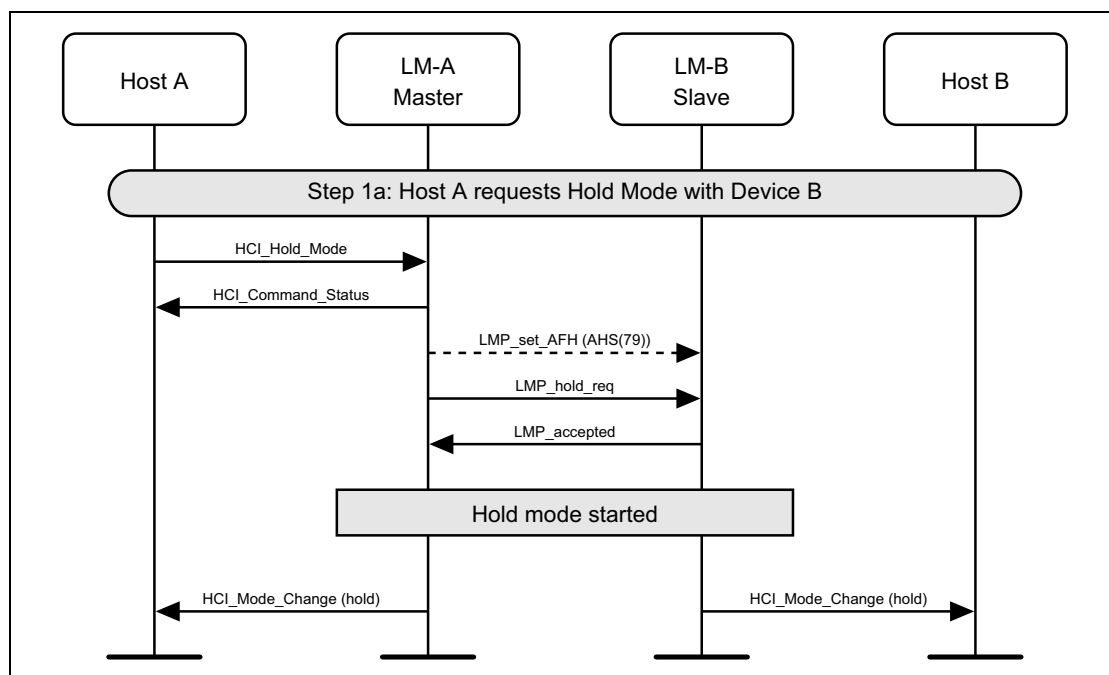 Host A
LM-A
Master
LM-B
Slave
Host B
Step 1a: Host A requests Hold Mode with Device B
HCI_Hold_Mode
HCI_Command_Status
LMP_set_AFH (AHS(79))
LMP_hold_req
LMP_accepted
Hold mode started
HCI_Mode_Change (hold)
HCI_Mode_Change (hold)